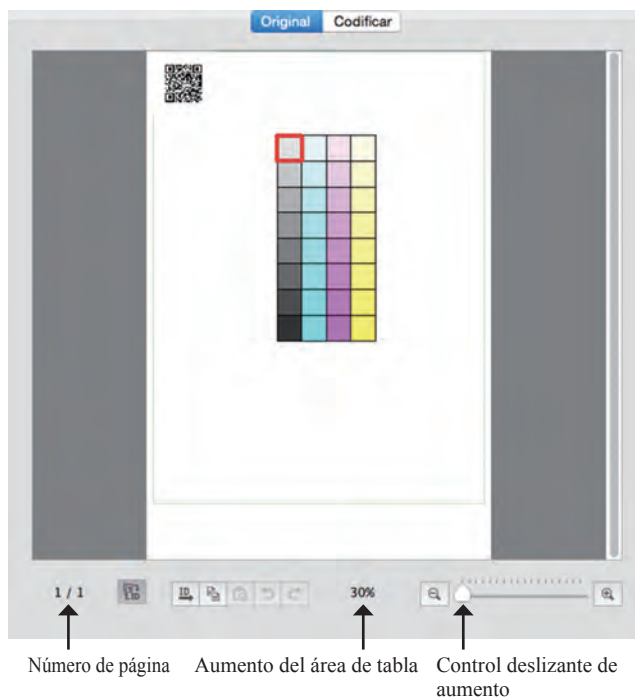 Original Codificar
1 / 1 30%
Número de página Aumento del área de tabla Control deslizante de
aumento